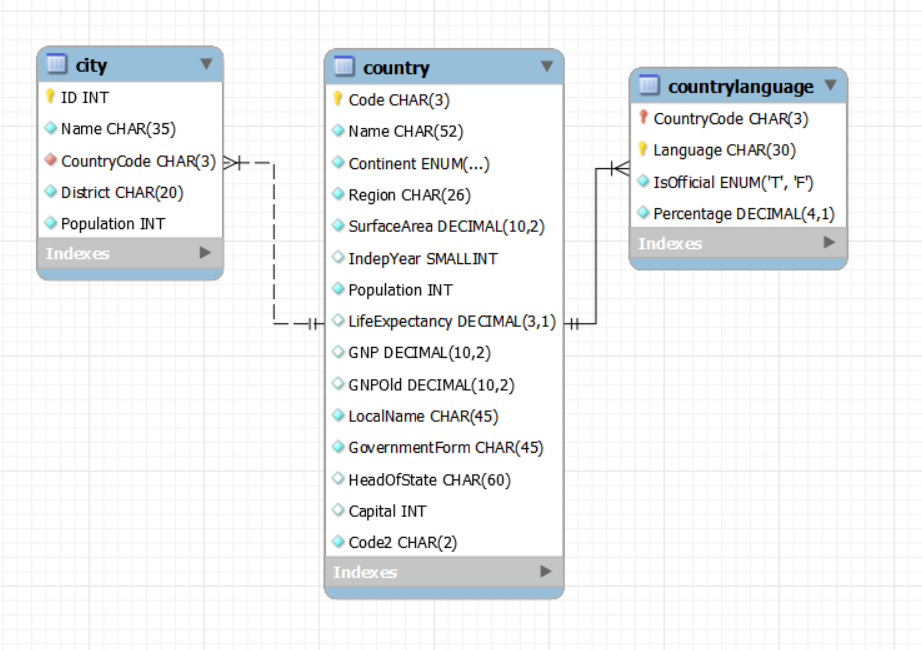 city
ID INT
Name CHAR(35)
CountryCode CHAR(3)
District CHAR(20)
Population INT
Indexes
country
Code CHAR(3)
Name CHAR(52)
Continent ENUM(...)
Region CHAR(26)
SurfaceArea DECIMAL(10,2)
IndepYear SMALLINT
Population INT
LifeExpectancy DECIMAL(3,1)
GNP DECIMAL(10,2)
GNPOld DECIMAL(10,2)
LocalName CHAR(45)
GovernmentForm CHAR(45)
HeadOfState CHAR(60)
Capital INT
Code2 CHAR(2)
Indexes
countrylanguage
CountryCode CHAR(3)
Language CHAR(30)
IsOfficial ENUM('T', 'F')
Percentage DECIMAL(4,1)
Indexes